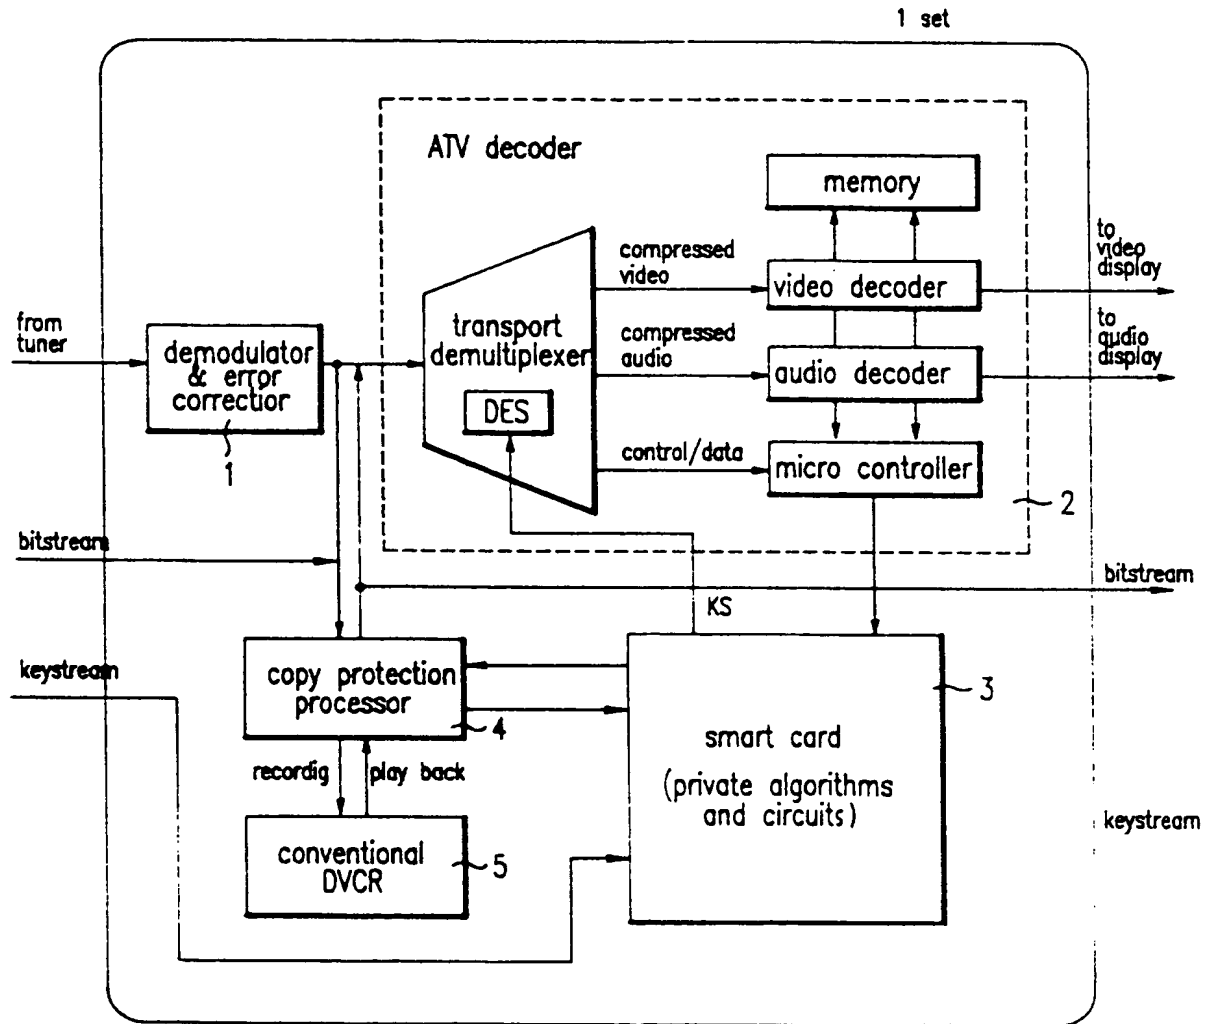 1 set
ATV decoder
memory
compressed
video
video decoder
to
video
display
from
tuner
demodulator
& error
correctior
1
transport
demultiplexer
DES
compressed
audio
audio decoder
to
audio
display
control/data
micro controller
2
bitstream
bitstream
KS
keystream
copy protection
processor
4
3
smart card
(private algorithms
and circuits)
recordig
play back
conventional
DVCR
5
keystream